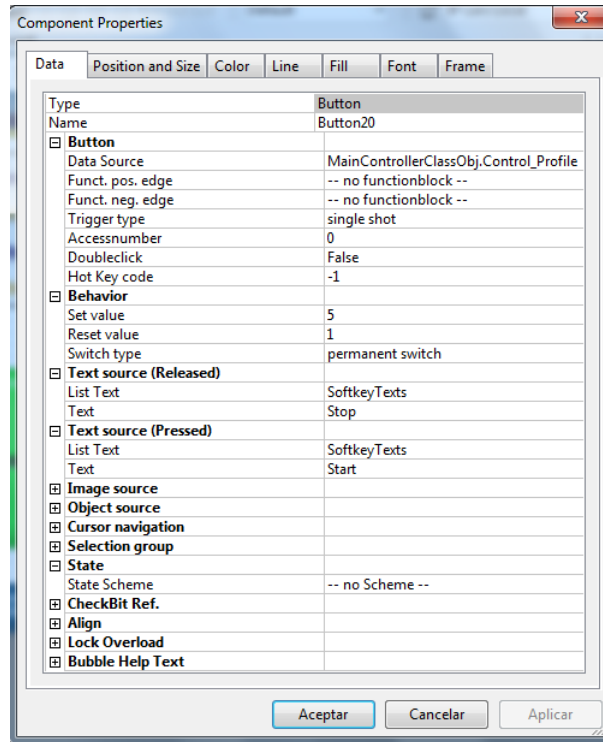 Component Properties
Data Position and Size Color Line Fill Font Frame
Type Button
Name Button20
Button
Data Source MainControllerClassObj.Control_Profile
Funct. pos. edge -- no functionblock --
Funct. neg. edge -- no functionblock --
Trigger type single shot
Accessnumber 0
Doubleclick False
Hot Key code -1
Behavior
Set value 5
Reset value 1
Switch type permanent switch
Text source (Released)
List Text SoftkeyTexts
Text Stop
Text source (Pressed)
List Text SoftkeyTexts
Text Start
Image source
Object source
Cursor navigation
Selection group
State
State Scheme -- no Scheme --
CheckBit Ref.
Align
Lock Overload
Bubble Help Text
Aceptar Cancelar Aplicar